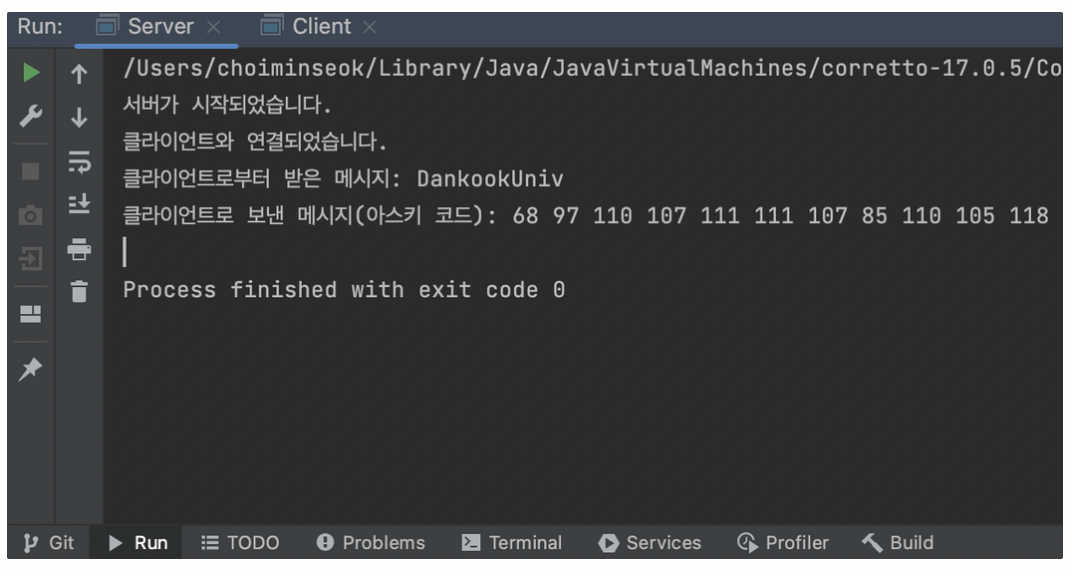 Run: Server × Client ×
/Users/choiminseok/Library/Java/JavaVirtualMachines/corretto-17.0.5/Co
서버가 시작되었습니다.
클라이언트와 연결되었습니다.
클라이언트로부터 받은 메시지: DankookUniv
클라이언트로 보낸 메시지(아스키 코드): 68 97 110 107 111 111 107 85 110 105 118
Process finished with exit code 0
Git Run TODO Problems Terminal Services Profiler Build